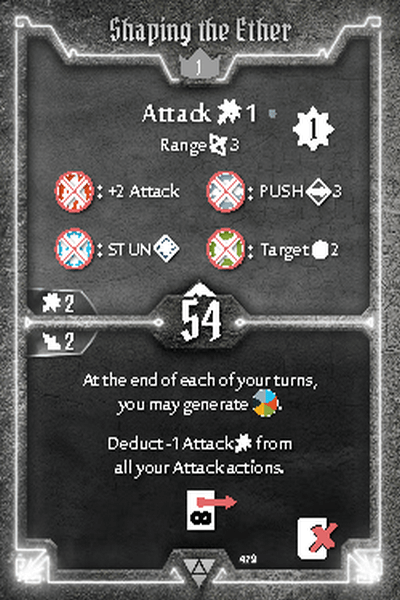 Shaping the Ether
1
Attack 1
1
Range 3
: +2 Attack : PUSH 3
: STUN : Target 2
2
54
2
At the end of each of your turns,
you may generate .
Deduct -1 Attack from
all your Attack actions.